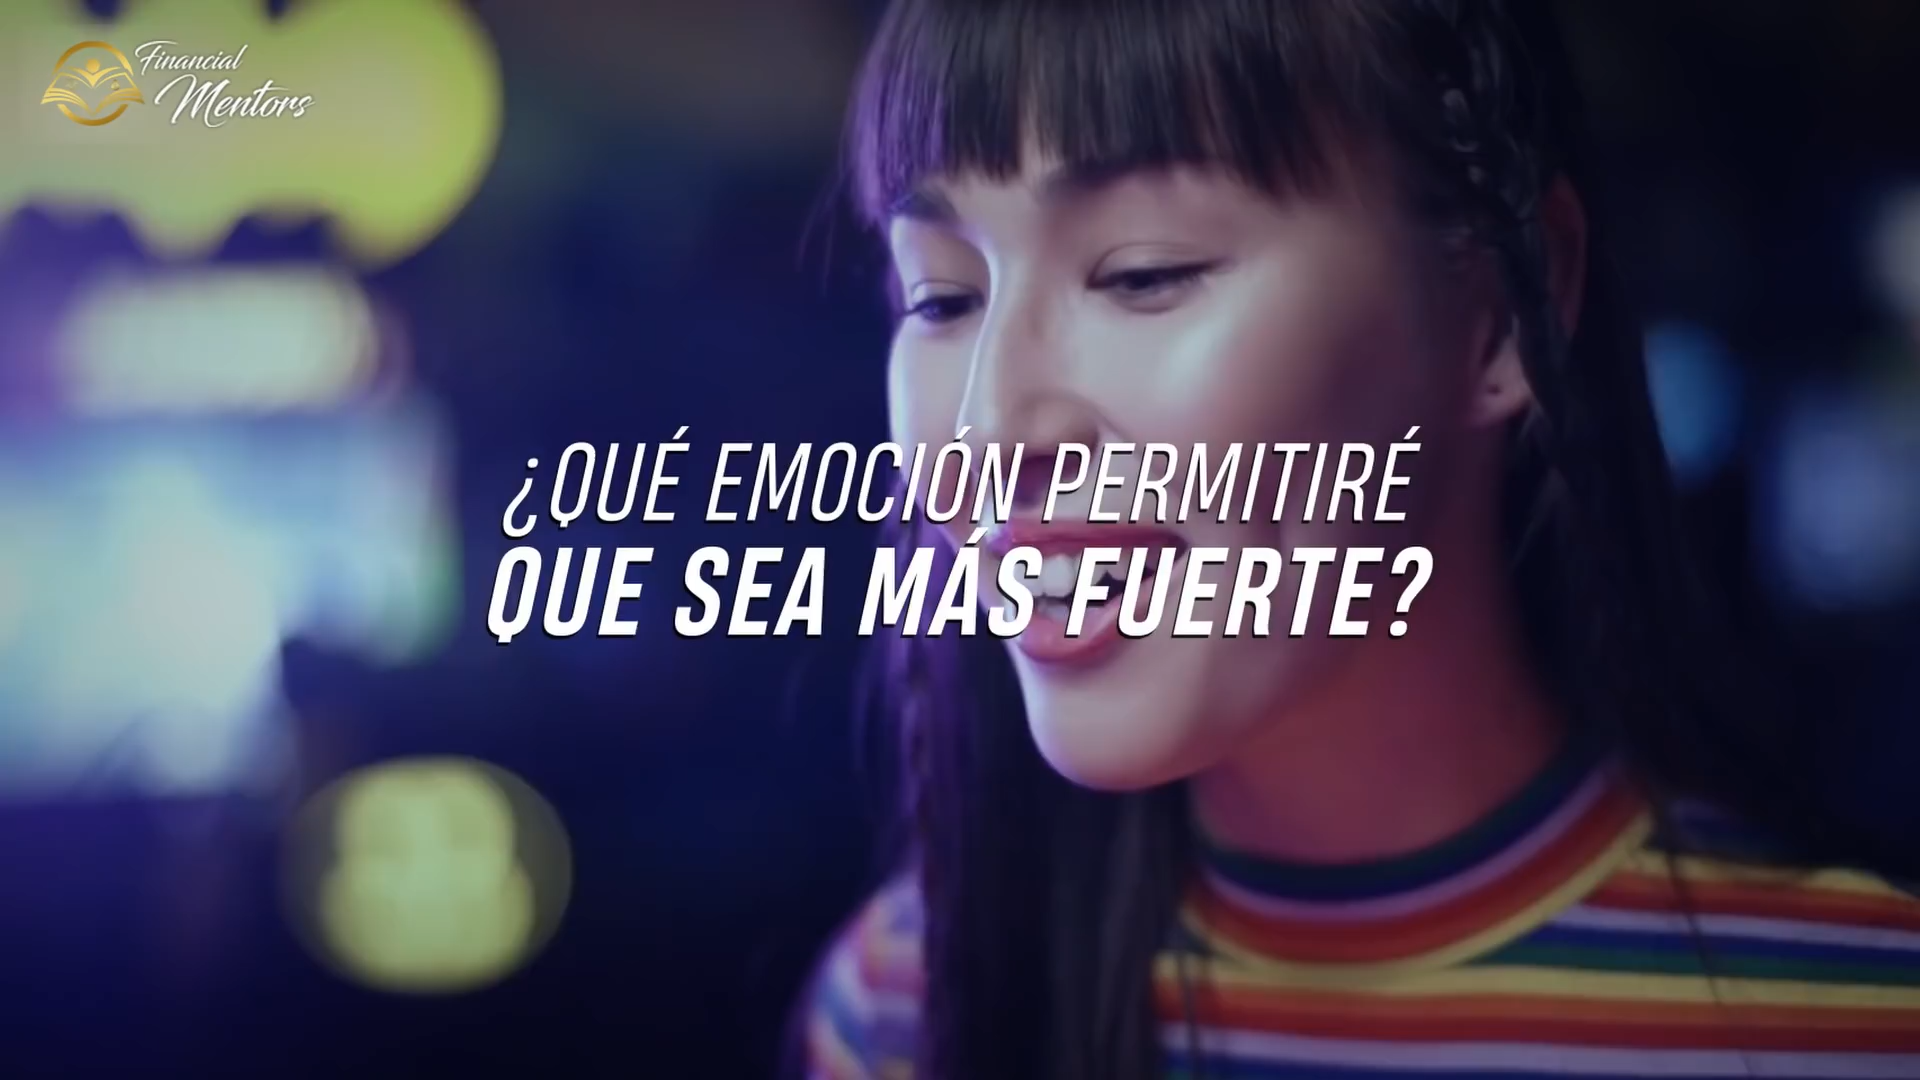 Financial
Mentors
¿QUÉ EMOCIÓN PERMITIRÉ
QUE SEA MÁS FUERTE?